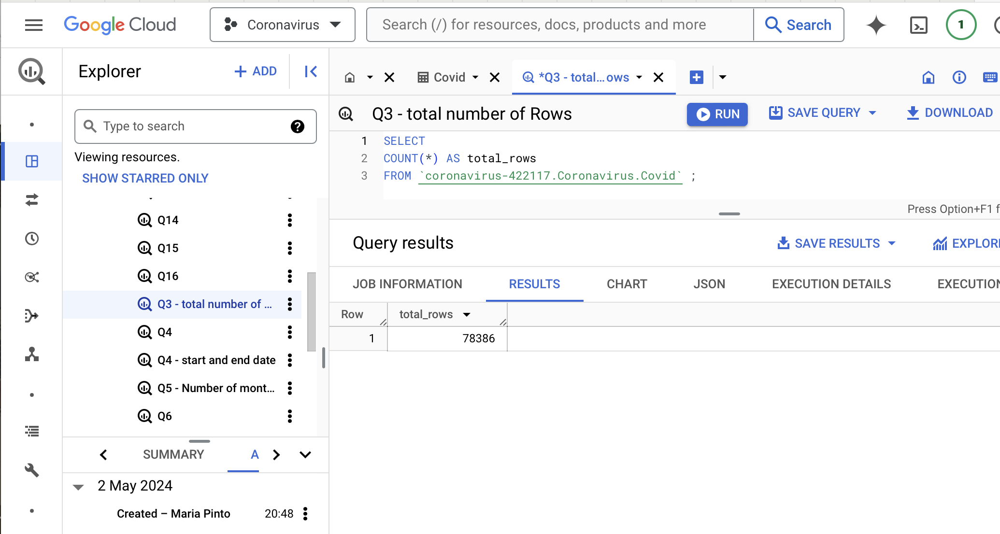 Google Cloud
Coronavirus
Search (/) for resources, docs, products and more
Search
1
Explorer
+ ADD
Covid
*Q3 - total...ows
Q3 - total number of Rows
RUN
SAVE QUERY
DOWNLOAD
Type to search
Viewing resources.
SHOW STARRED ONLY
1 SELECT
2 COUNT(*) AS total_rows
3 FROM `coronavirus-422117.Coronavirus.Covid` ;
Press Option+F1 f
Q14
Q15
Q16
Q3 - total number of ...
Q4
Q4 - start and end date
Q5 - Number of mont...
Q6
Query results
SAVE RESULTS
EXPLOR
JOB INFORMATION
RESULTS
CHART
JSON
EXECUTION DETAILS
EXECUTION
Row total_rows
1 78386
SUMMARY
A
2 May 2024
Created – Maria Pinto 20:48